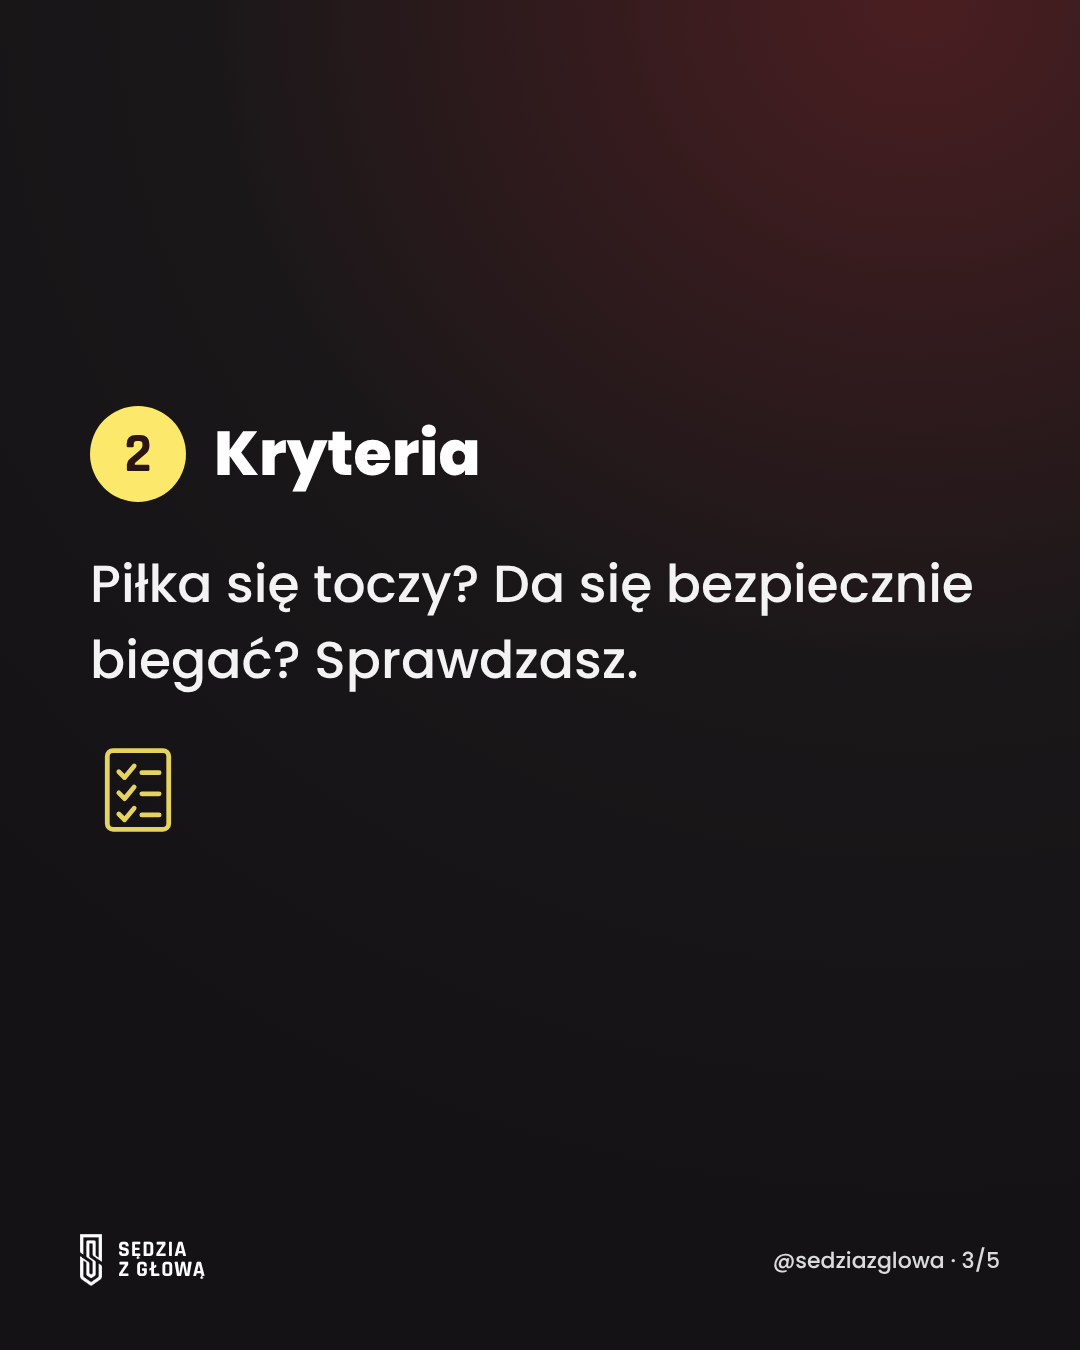 2 Kryteria
Piłka się toczy? Da się bezpiecznie
biegać? Sprawdzasz.
SĘDZIA
Z GŁOWĄ
@sedziazglowa · 3/5